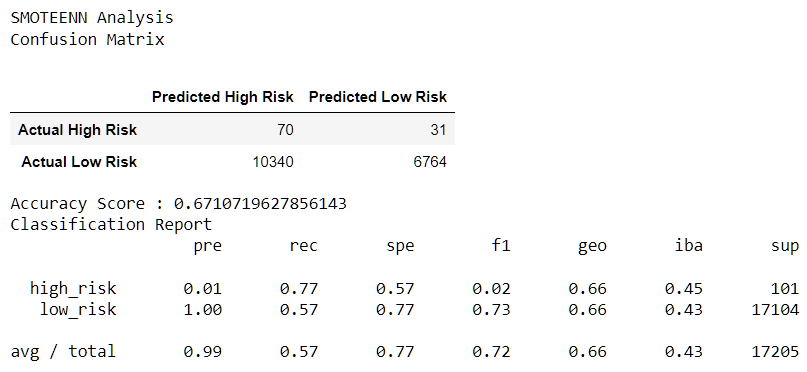 SMOTEENN Analysis
Confusion Matrix
Predicted High Risk Predicted Low Risk
Actual High Risk 70 31
Actual Low Risk 10340 6764
Accuracy Score : 0.6710719627856143
Classification Report
pre rec spe f1 geo iba sup
high_risk 0.01 0.77 0.57 0.02 0.66 0.45 101
low_risk 1.00 0.57 0.77 0.73 0.66 0.43 17104
avg / total 0.99 0.57 0.77 0.72 0.66 0.43 17205